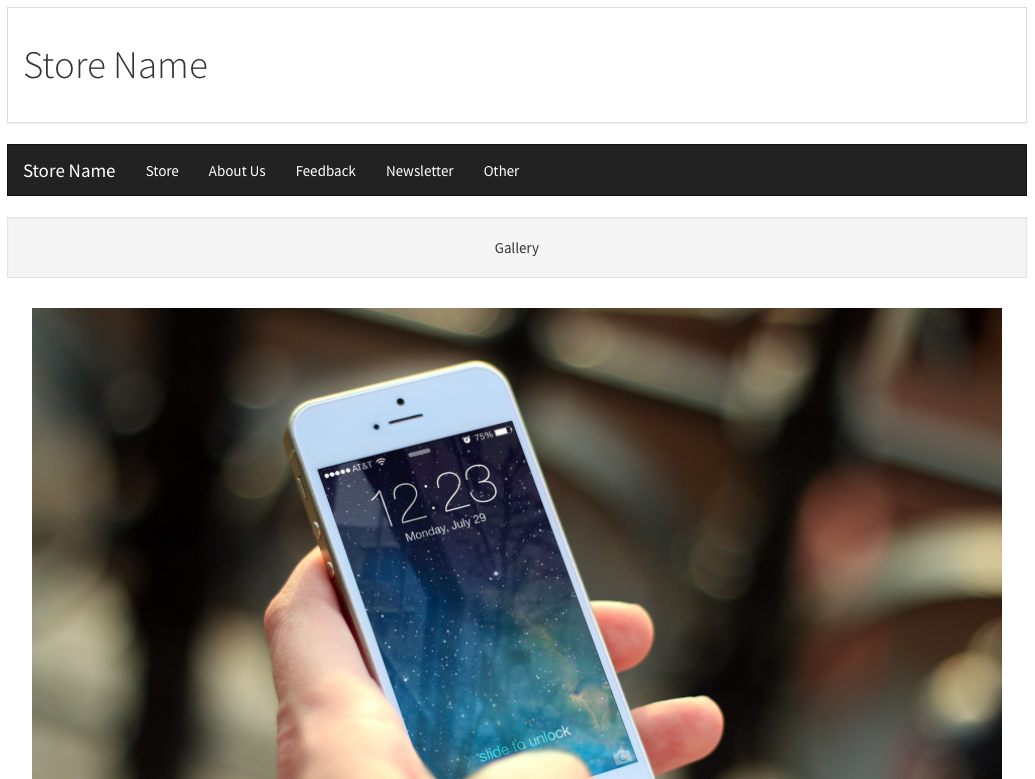 Store Name
Store Name Store About Us Feedback Newsletter Other
Gallery
AT&T 75%
12:23
Monday, July 29
slide to unlock